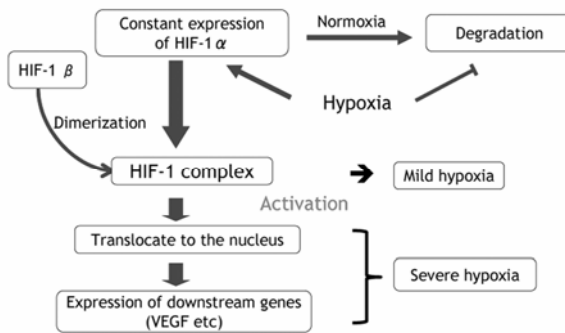 Constant expression
of HIF-1α
Normoxia
Degradation
HIF-1 β
Hypoxia
Dimerization
HIF-1 complex
Mild hypoxia
Activation
Translocate to the nucleus
Severe hypoxia
Expression of downstream genes
(VEGF etc)